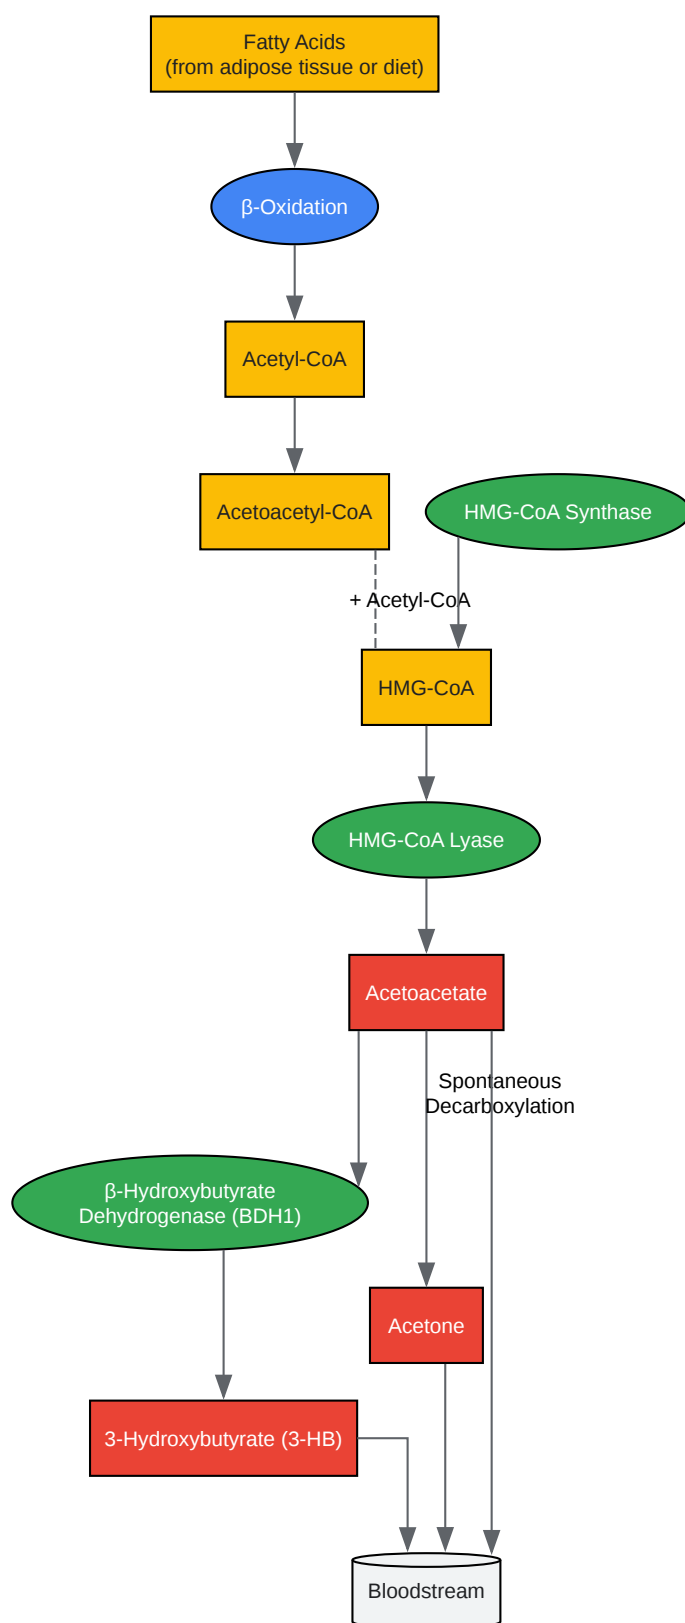 Fatty Acids
(from adipose tissue or diet)
β-Oxidation
Acetyl-CoA
Acetoacetyl-CoA
HMG-CoA Synthase
+ Acetyl-CoA
HMG-CoA
HMG-CoA Lyase
Acetoacetate
Spontaneous
Decarboxylation
β-Hydroxybutyrate
Dehydrogenase (BDH1)
Acetone
3-Hydroxybutyrate (3-HB)
Bloodstream